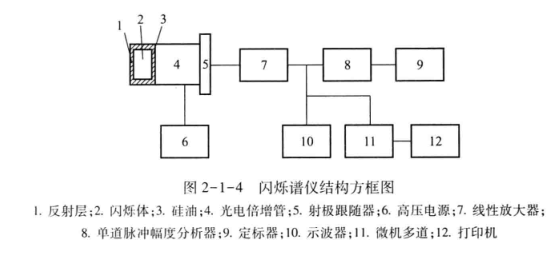 1 2 3
4 5 7 8 9
6 10 11 12
图 2-1-4 闪烁谱仪结构方框图
1. 反射层;2. 闪烁体;3. 硅油;4. 光电倍增管;5. 射极跟随器;6. 高压电源;7. 线性放大器;
8. 单道脉冲幅度分析器;9. 定标器;10. 示波器;11. 微机多道;12. 打印机